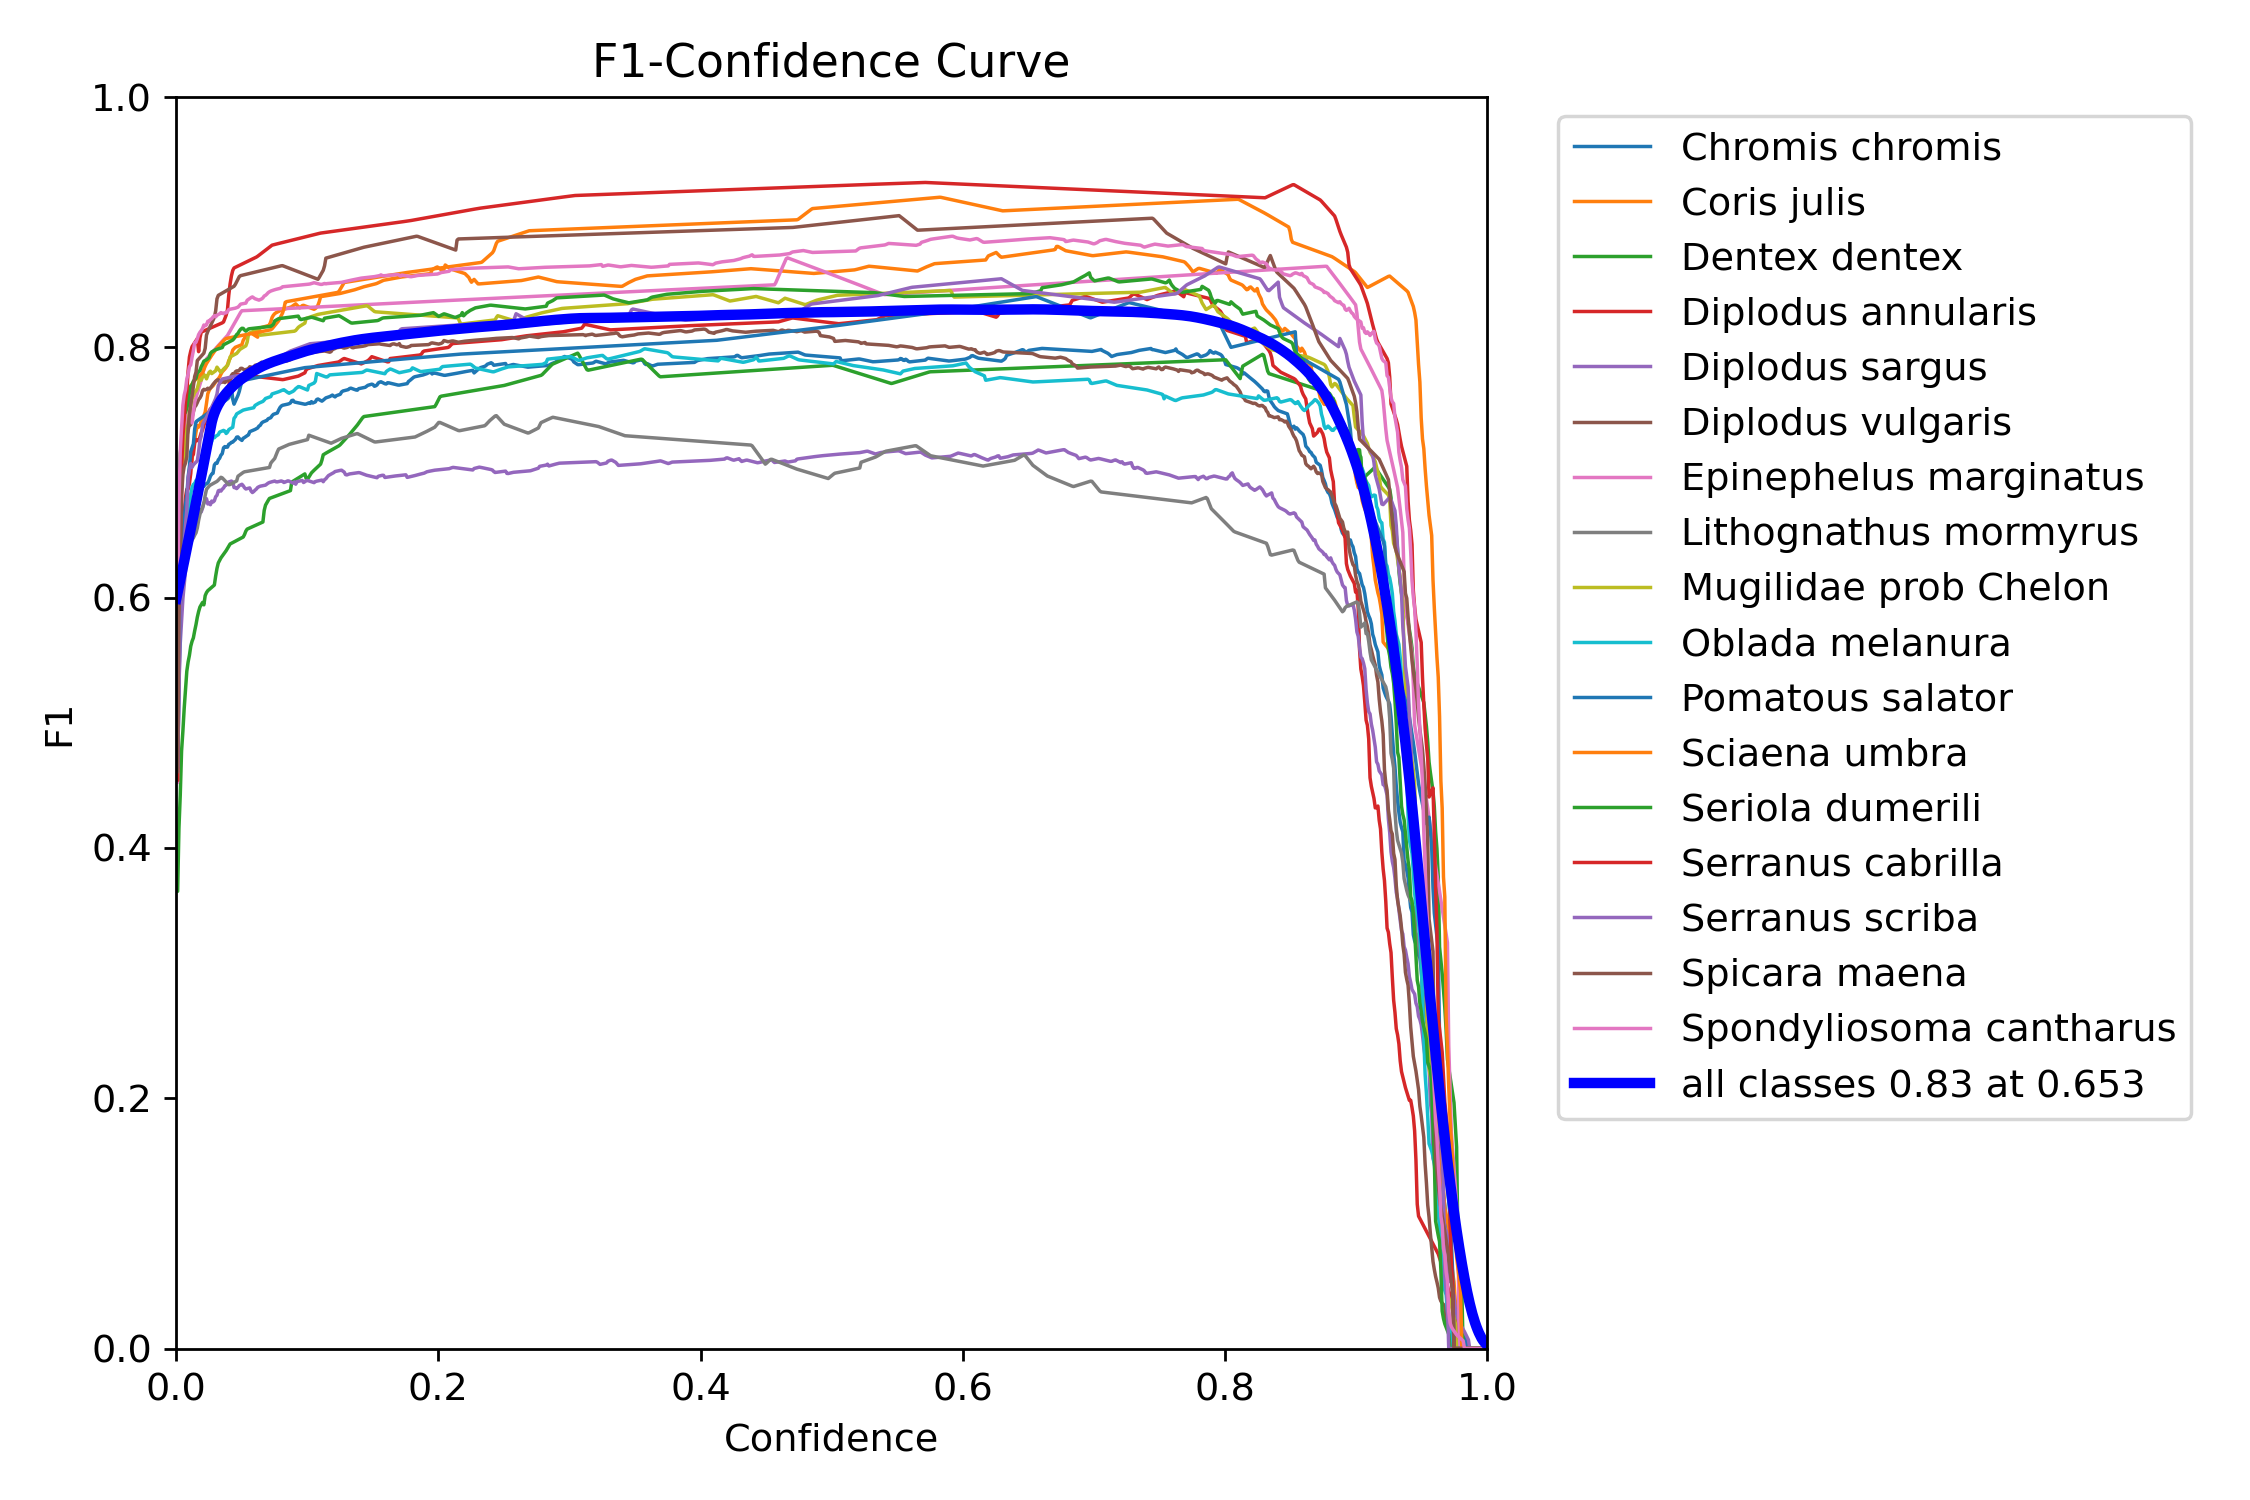 F1-Confidence Curve
1.0
0.8
0.6
0.4
0.2
0.0
F1
0.0 0.2 0.4 0.6 0.8 1.0
Confidence
Chromis chromis
Coris julis
Dentex dentex
Diplodus annularis
Diplodus sargus
Diplodus vulgaris
Epinephelus marginatus
Lithognathus mormyrus
Mugilidae prob Chelon
Oblada melanura
Pomatous salator
Sciaena umbra
Seriola dumerili
Serranus cabrilla
Serranus scriba
Spicara maena
Spondyliosoma cantharus
all classes 0.83 at 0.653